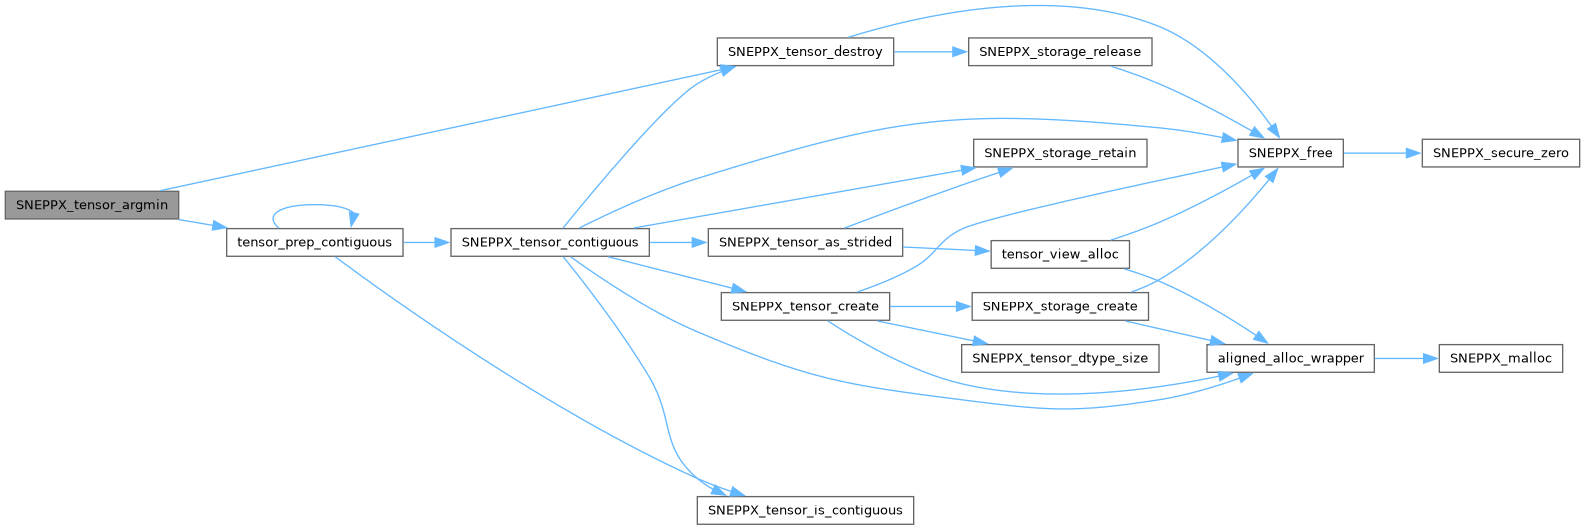 SNEPPX_tensor_destroy
SNEPPX_storage_release
SNEPPX_storage_retain
SNEPPX_free
SNEPPX_secure_zero
SNEPPX_tensor_argmin
tensor_prep_contiguous
SNEPPX_tensor_contiguous
SNEPPX_tensor_as_strided
tensor_view_alloc
SNEPPX_tensor_create
SNEPPX_storage_create
SNEPPX_tensor_dtype_size
aligned_alloc_wrapper
SNEPPX_malloc
SNEPPX_tensor_is_contiguous